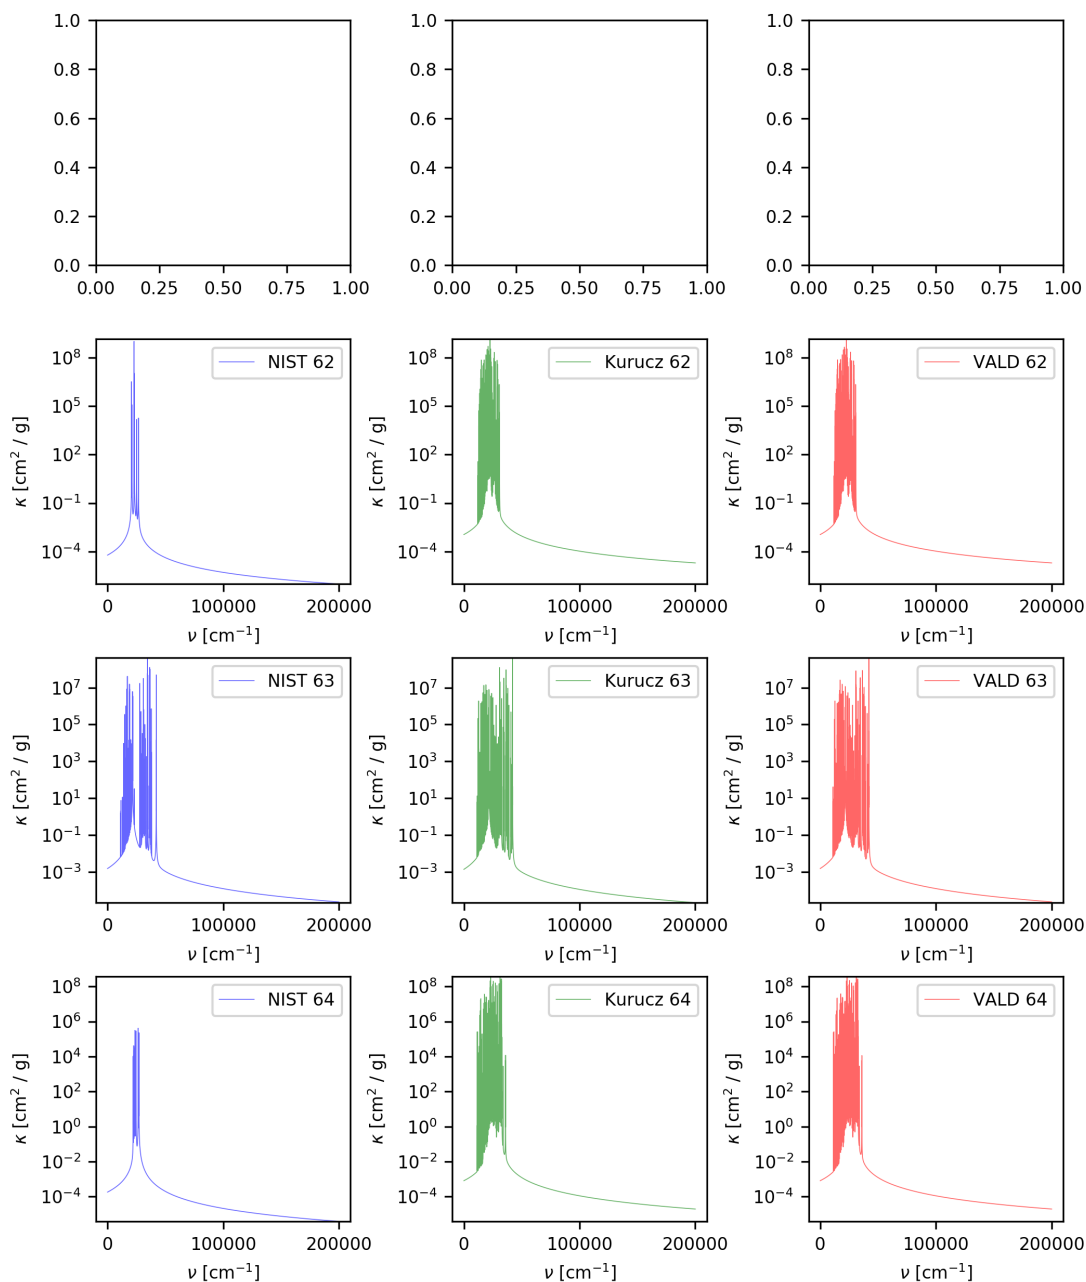 1.0 1.0 1.0
0.8 0.8 0.8
0.6 0.6 0.6
0.4 0.4 0.4
0.2 0.2 0.2
0.0 0.0 0.0
0.00 0.25 0.50 0.75 1.00 0.00 0.25 0.50 0.75 1.00 0.00 0.25 0.50 0.75 1.00
κ [cm² / g]
10⁸
10⁵
10²
10⁻¹
10⁻⁴
NIST 62
0 100000 200000
ν [cm⁻¹]
κ [cm² / g]
10⁸
10⁵
10²
10⁻¹
10⁻⁴
Kurucz 62
0 100000 200000
ν [cm⁻¹]
κ [cm² / g]
10⁸
10⁵
10²
10⁻¹
10⁻⁴
VALD 62
0 100000 200000
ν [cm⁻¹]
κ [cm² / g]
10⁷
10⁵
10³
10¹
10⁻¹
10⁻³
NIST 63
0 100000 200000
ν [cm⁻¹]
κ [cm² / g]
10⁷
10⁵
10³
10¹
10⁻¹
10⁻³
Kurucz 63
0 100000 200000
ν [cm⁻¹]
κ [cm² / g]
10⁷
10⁵
10³
10¹
10⁻¹
10⁻³
VALD 63
0 100000 200000
ν [cm⁻¹]
κ [cm² / g]
10⁸
10⁶
10⁴
10²
10⁰
10⁻²
10⁻⁴
NIST 64
0 100000 200000
ν [cm⁻¹]
κ [cm² / g]
10⁸
10⁶
10⁴
10²
10⁰
10⁻²
10⁻⁴
Kurucz 64
0 100000 200000
ν [cm⁻¹]
κ [cm² / g]
10⁸
10⁶
10⁴
10²
10⁰
10⁻²
10⁻⁴
VALD 64
0 100000 200000
ν [cm⁻¹]